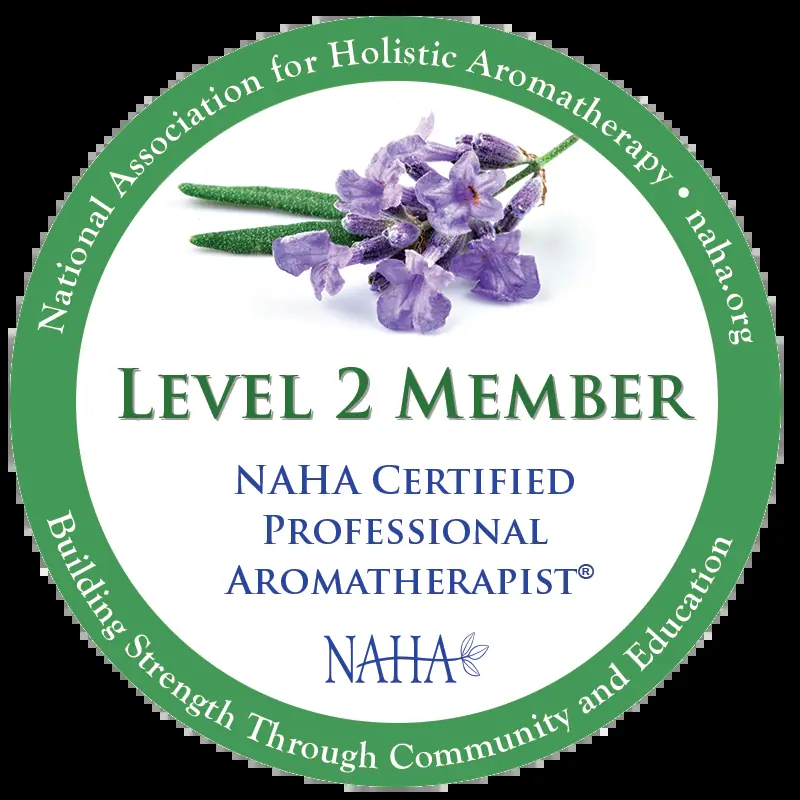 National Association for Holistic Aromatherapy • naha.org
LEVEL 2 MEMBER
NAHA CERTIFIED
PROFESSIONAL
AROMATHERAPIST®
NAHA
Building Strength Through Community and Education